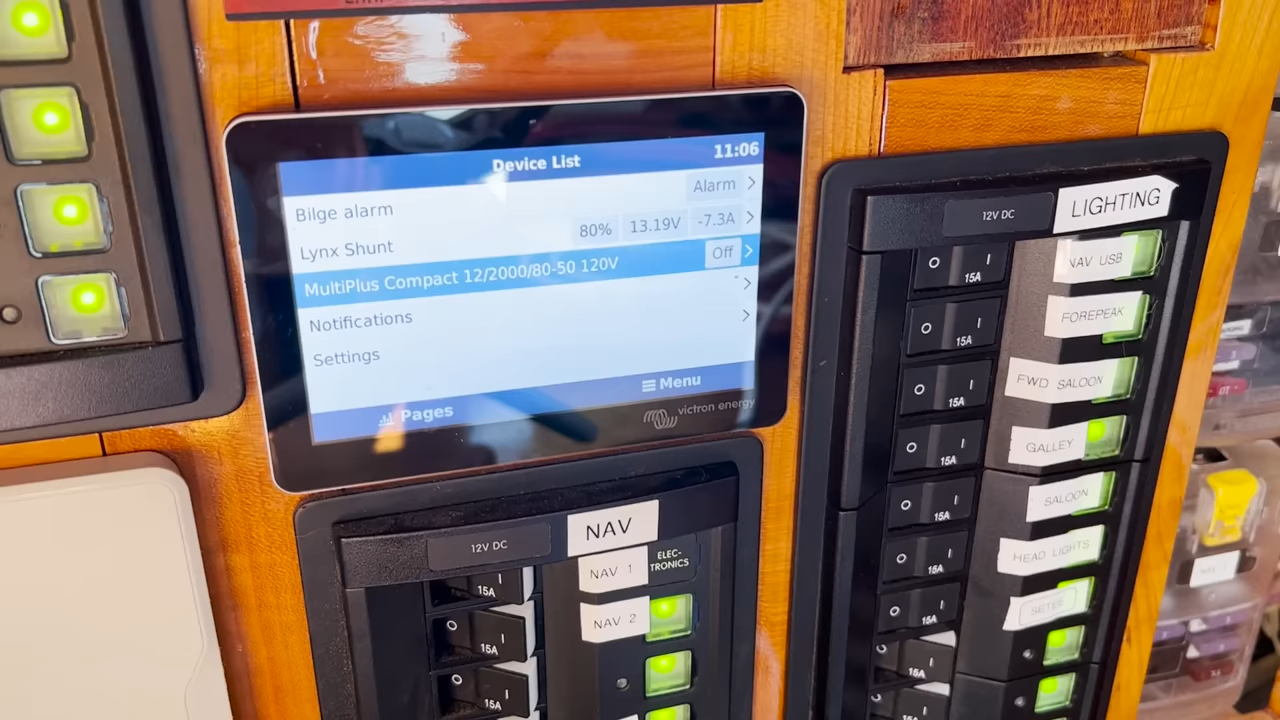 Device List
11:06
Bilge alarm
Alarm
Lynx Shunt
80%
13.19V
-7.3A
MultiPlus Compact 12/2000/80-50 120V
Off
Notifications
Settings
Pages
Menu
victron energy
12V DC
NAV
NAV 1
ELEC-
TRONICS
15A
NAV 2
15A
15A
12V DC
LIGHTING
15A
NAV USB
15A
FOREPEAK
15A
FWD SALOON
15A
GALLEY
15A
SALOON
15A
HEAD LIGHTS
15A
15A
15A